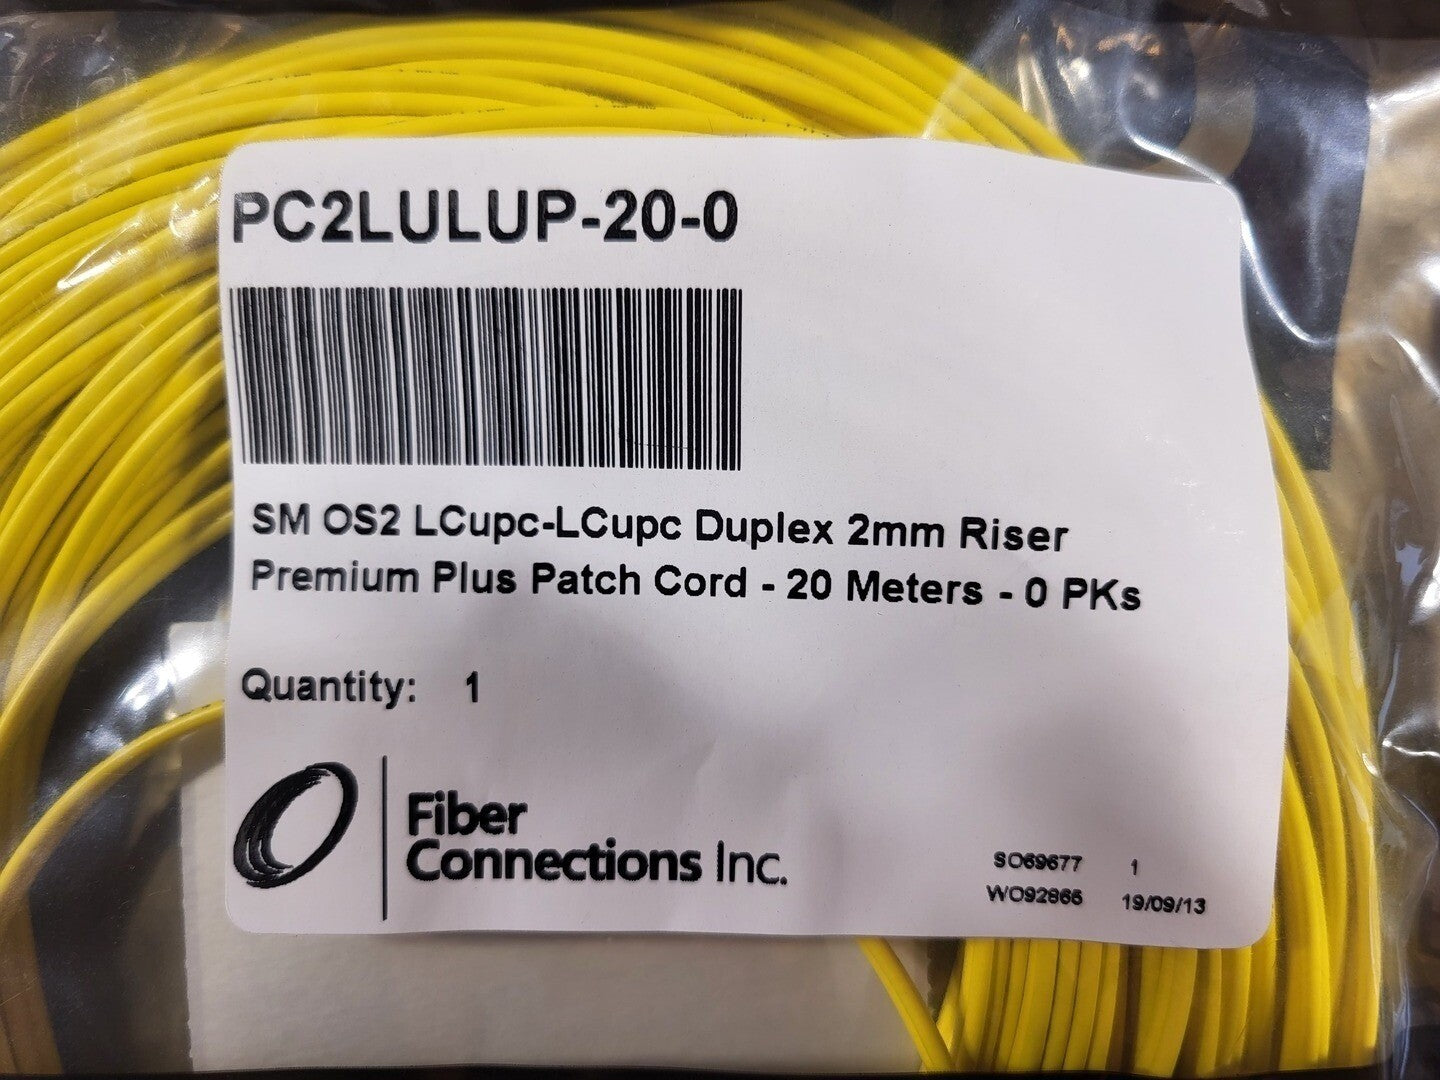 PC2LULUP-20-0
SM OS2 LCupc-LCupc Duplex 2mm Riser
Premium Plus Patch Cord - 20 Meters - 0 PKs
Quantity: 1
Fiber
Connections Inc.
SO69677 1
WO92865 19/09/13